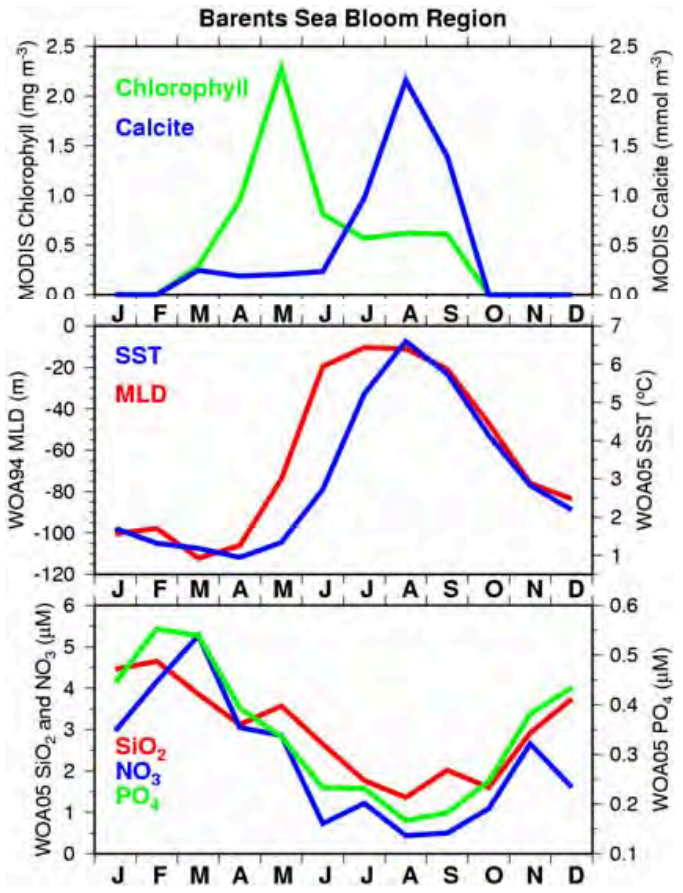 Barents Sea Bloom Region
MODIS Chlorophyll (mg m-3)
2.5
2.0
1.5
1.0
0.5
0.0
Chlorophyll
Calcite
2.5
2.0
1.5
1.0
0.5
0.0
MODIS Calcite (mmol m-3)
J F M A M J J A S O N D
WOA94 MLD (m)
0
-20
-40
-60
-80
-100
-120
SST
MLD
7
6
5
4
3
2
1
WOA05 SST (ºC)
J F M A M J J A S O N D
WOA05 SiO2 and NO3 (μM)
6
5
4
3
2
1
0
SiO2
NO3
PO4
0.6
0.5
0.4
0.3
0.2
0.1
WOA05 PO4 (μM)
J F M A M J J A S O N D